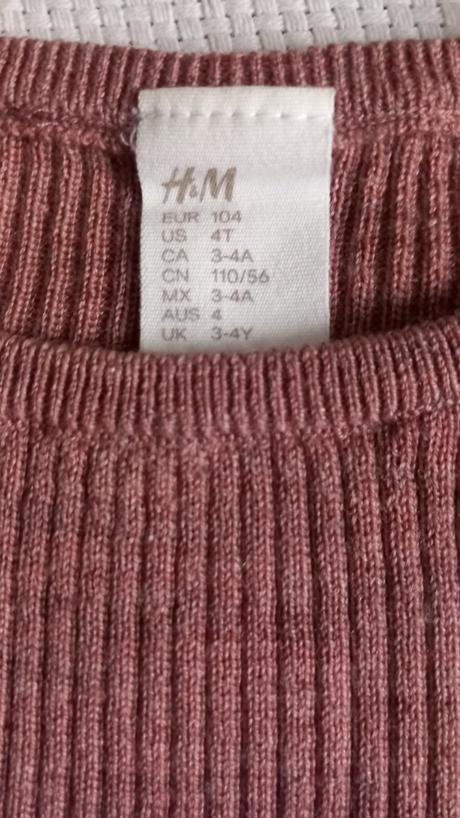 H&M
EUR 104
US 4T
CA 3-4A
CN 110/56
MX 3-4A
AUS 4
UK 3-4Y